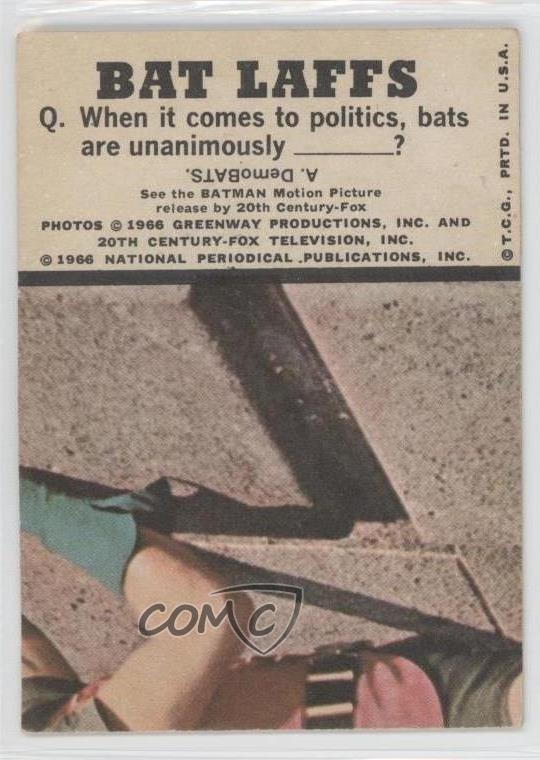 BAT LAFFS
Q. When it comes to politics, bats
are unanimously ______?
A. DemoBATS.
See the BATMAN Motion Picture
release by 20th Century-Fox
PHOTOS © 1966 GREENWAY PRODUCTIONS, INC. AND
20TH CENTURY-FOX TELEVISION, INC.
© 1966 NATIONAL PERIODICAL PUBLICATIONS, INC.
© T.C.G., PRTD. IN U.S.A.
COMC